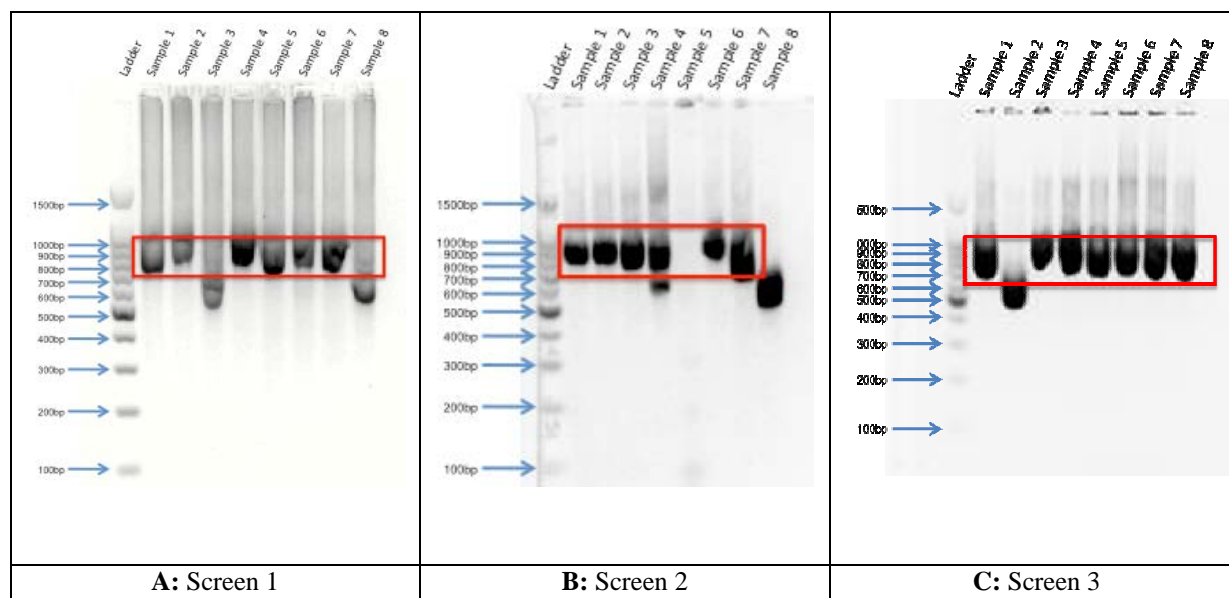 Ladder
Sample 1
Sample 2
Sample 3
Sample 4
Sample 5
Sample 6
Sample 7
Sample 8
1500bp
1000bp
900bp
800bp
700bp
600bp
500bp
400bp
300bp
200bp
100bp
A: Screen 1
Ladder
Sample 1
Sample 2
Sample 3
Sample 4
Sample 5
Sample 6
Sample 7
Sample 8
1500bp
1000bp
900bp
800bp
700bp
600bp
500bp
400bp
300bp
200bp
100bp
B: Screen 2
Ladder
Sample 1
Sample 2
Sample 3
Sample 4
Sample 5
Sample 6
Sample 7
Sample 8
500bp
000bp
900bp
800bp
700bp
600bp
500bp
400bp
300bp
200bp
100bp
C: Screen 3